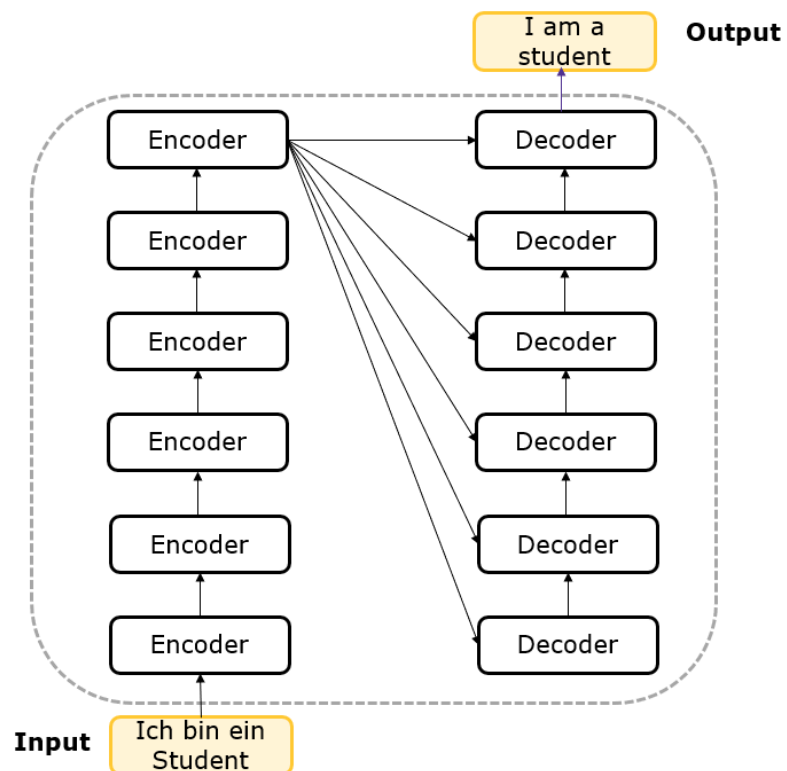 I am a
student
Output
Encoder
Decoder
Encoder
Decoder
Encoder
Decoder
Encoder
Decoder
Encoder
Decoder
Encoder
Decoder
Input
Ich bin ein
Student